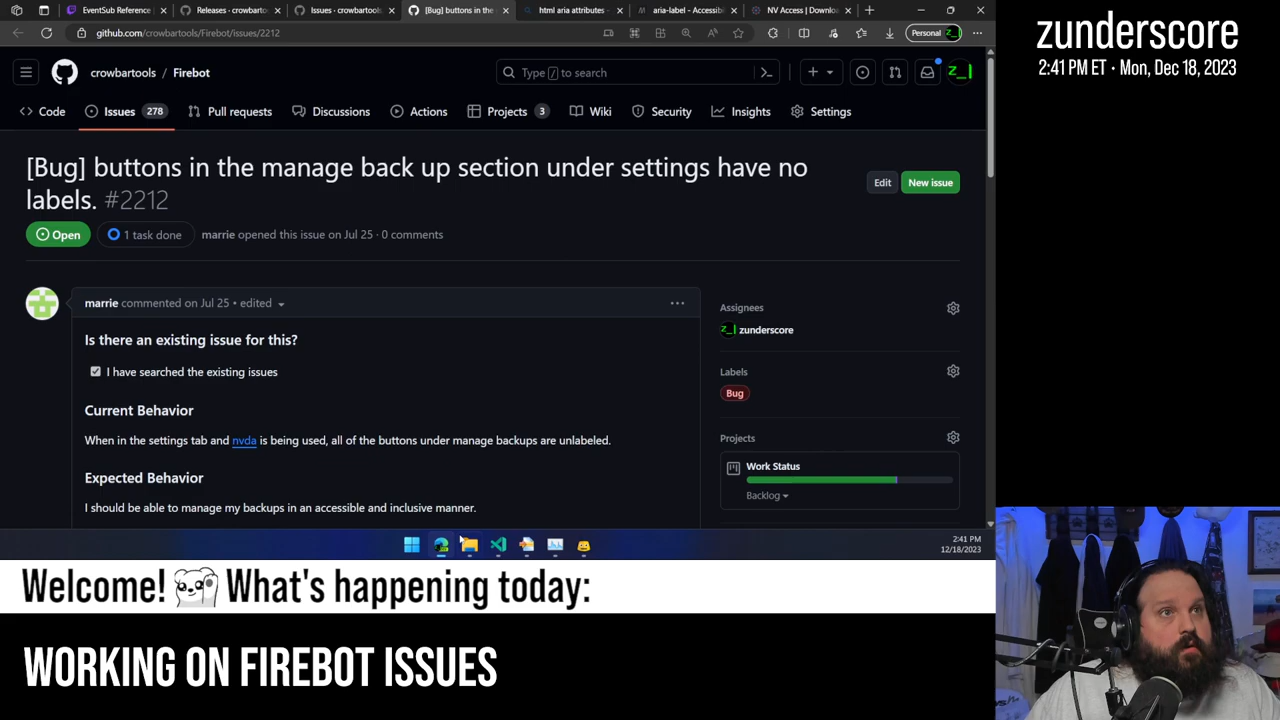 EventSub Reference
Releases · crowbarto
Issues · crowbartools
[Bug] buttons in the
html aria attributes -
aria-label - Accessibi
NV Access | Downloa
github.com/crowbartools/Firebot/issues/2212
Personal
crowbartools / Firebot
Type / to search
Code
Issues 278
Pull requests
Discussions
Actions
Projects 3
Wiki
Security
Insights
Settings
[Bug] buttons in the manage back up section under settings have no
labels. #2212
Edit
New issue
Open
1 task done
marrie opened this issue on Jul 25 · 0 comments
marrie commented on Jul 25 • edited
Is there an existing issue for this?
I have searched the existing issues
Current Behavior
When in the settings tab and nvda is being used, all of the buttons under manage backups are unlabeled.
Expected Behavior
I should be able to manage my backups in an accessible and inclusive manner.
Assignees
zunderscore
Labels
Bug
Projects
Work Status
Backlog
2:41 PM
12/18/2023
zunderscore
2:41 PM ET • Mon, Dec 18, 2023
Welcome! What's happening today:
WORKING ON FIREBOT ISSUES